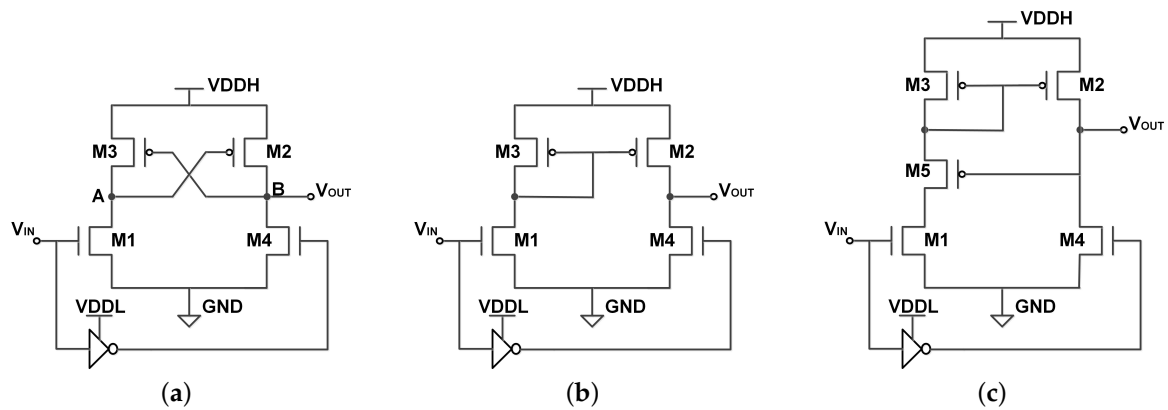 VDDH
M3
M2
A
B
VOUT
VIN
M1
M4
VDDL
GND
(a)
VDDH
M3
M2
VOUT
VIN
M1
M4
VDDL
GND
(b)
VDDH
M3
M2
VOUT
M5
VIN
M1
M4
VDDL
GND
(c)